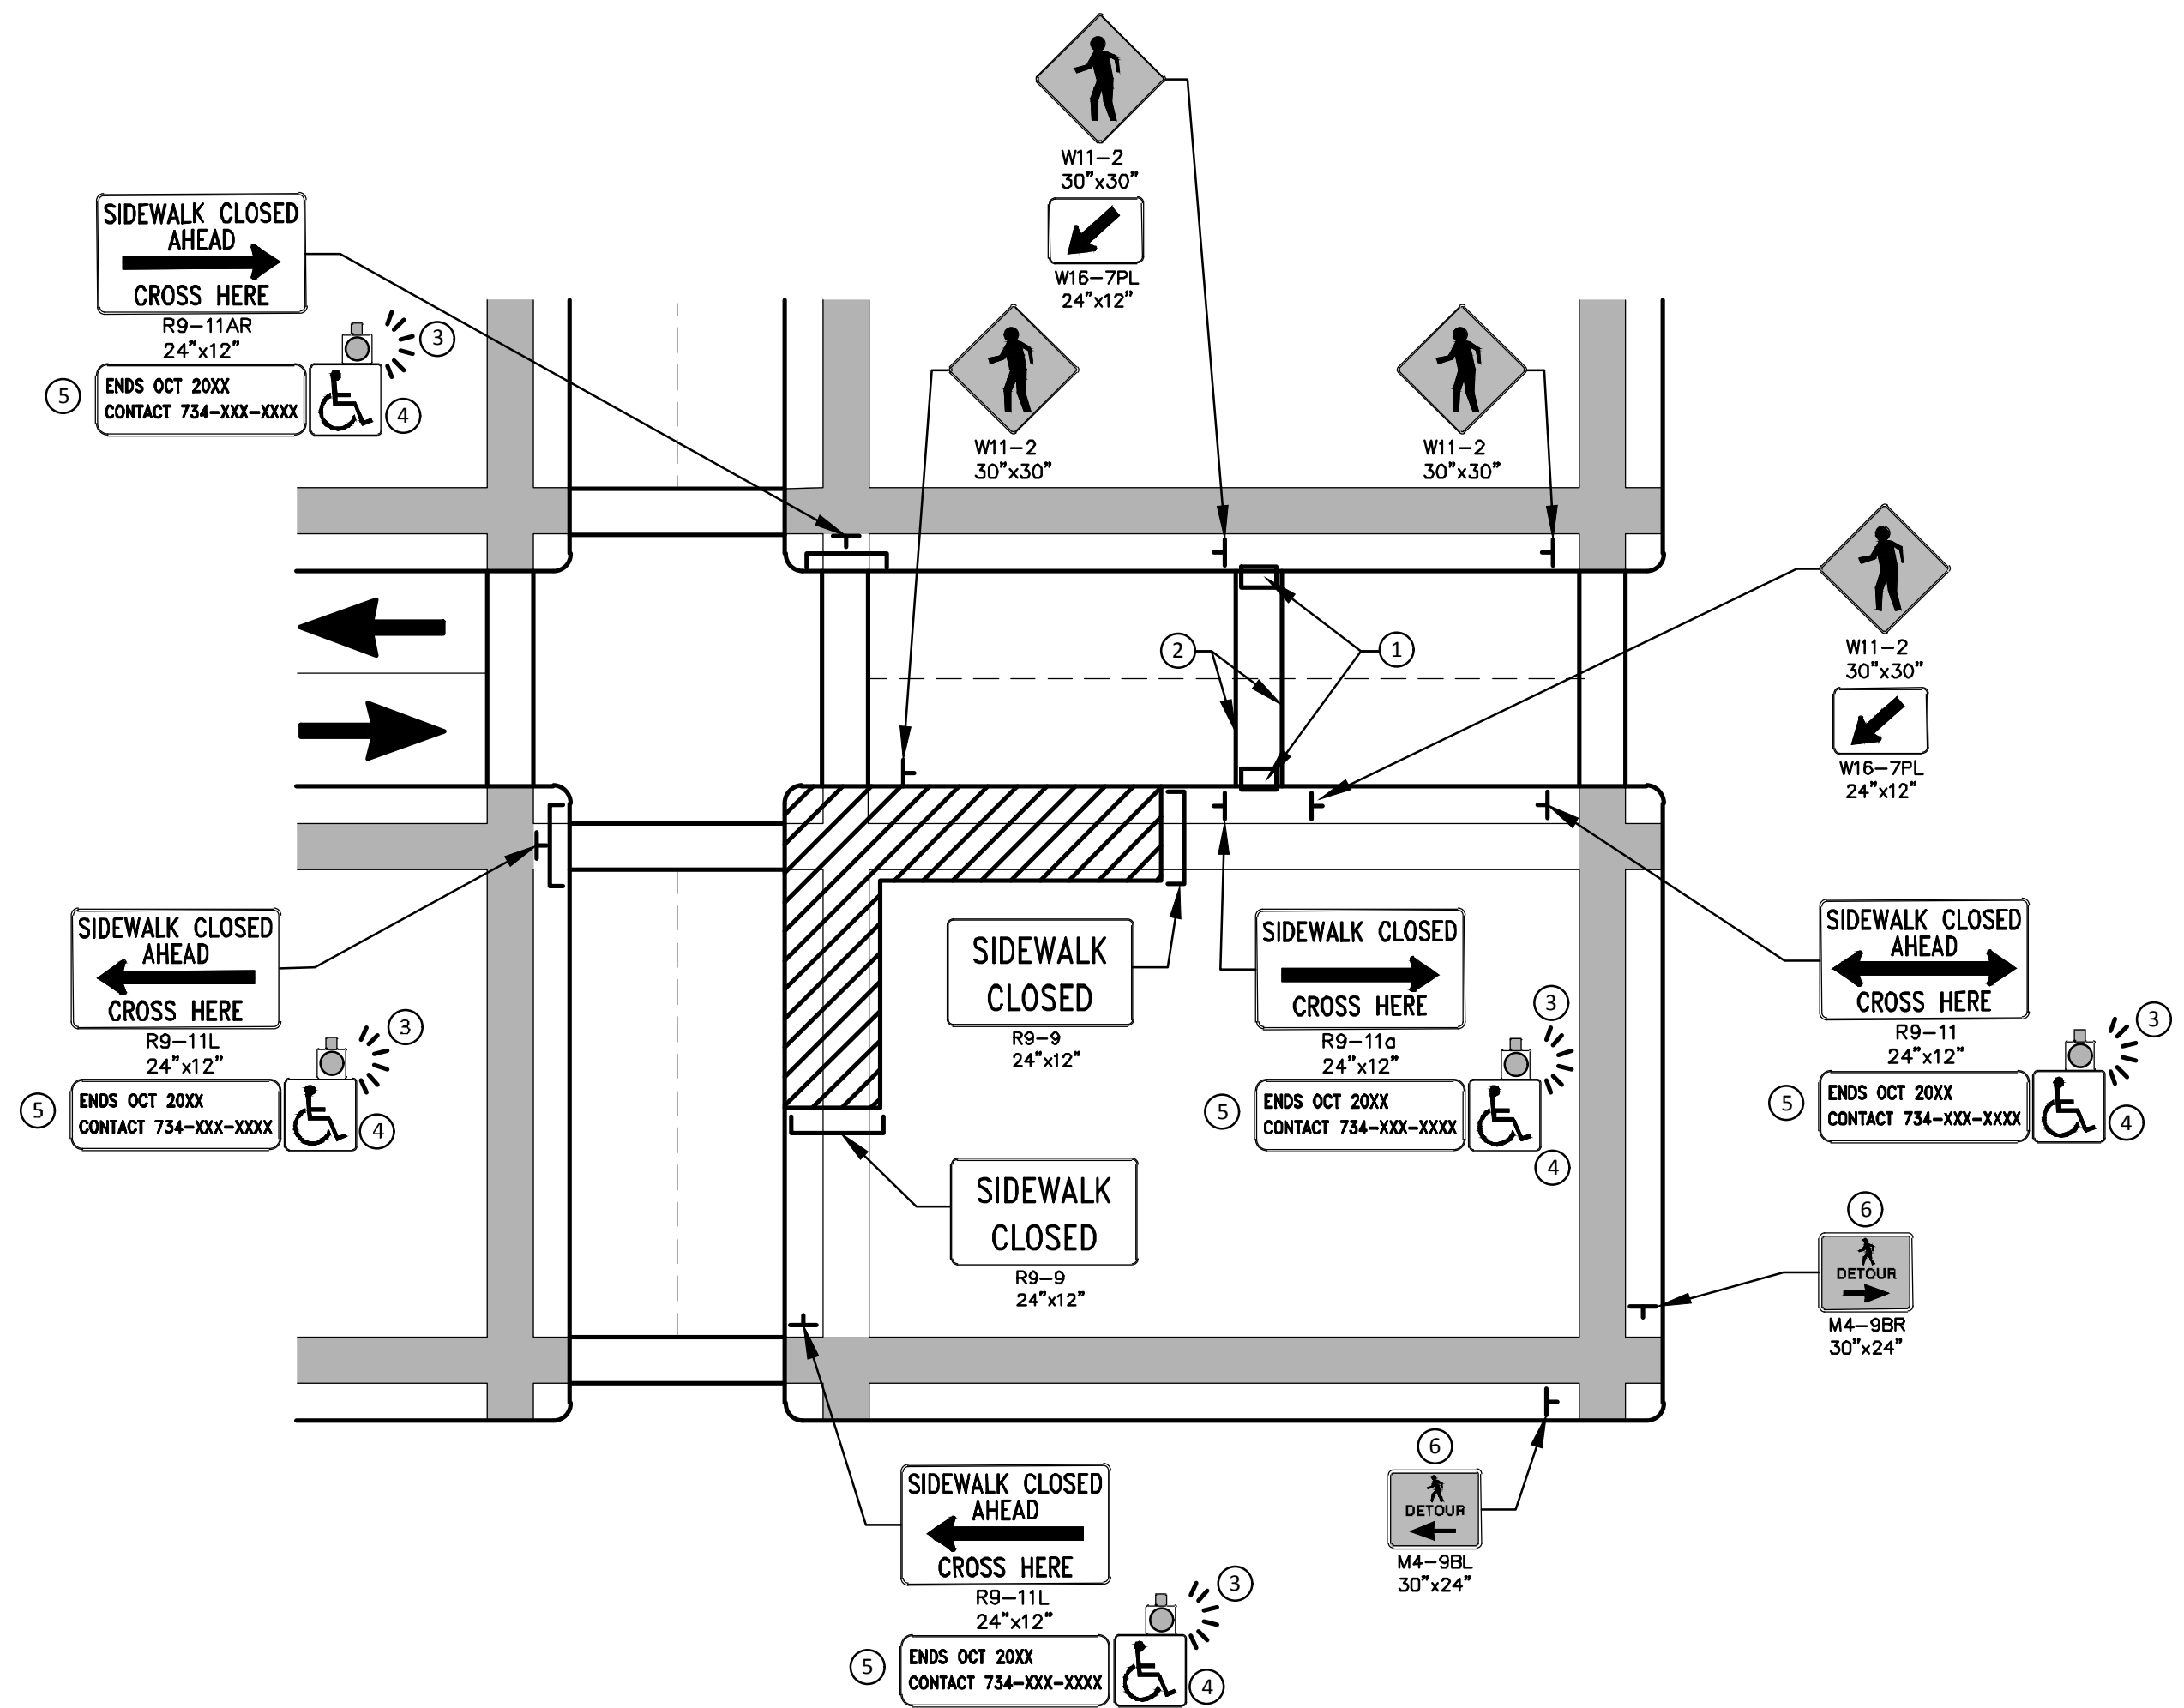 W11-2
30"x30"
W16-7PL
24"x12"
SIDEWALK CLOSED
AHEAD
CROSS HERE
R9-11AR
24"x12"
3
5
ENDS OCT 20XX
CONTACT 734-XXX-XXXX
4
W11-2
30"x30"
W11-2
30"x30"
W11-2
30"x30"
W16-7PL
24"x12"
2
1
SIDEWALK CLOSED
AHEAD
CROSS HERE
R9-11L
24"x12"
3
5
ENDS OCT 20XX
CONTACT 734-XXX-XXXX
4
SIDEWALK
CLOSED
R9-9
24"x12"
SIDEWALK CLOSED
CROSS HERE
R9-11a
24"x12"
3
5
ENDS OCT 20XX
CONTACT 734-XXX-XXXX
4
SIDEWALK CLOSED
AHEAD
CROSS HERE
R9-11
24"x12"
3
5
ENDS OCT 20XX
CONTACT 734-XXX-XXXX
4
SIDEWALK
CLOSED
R9-9
24"x12"
6
DETOUR
M4-9BR
30"x24"
6
DETOUR
M4-9BL
30"x24"
SIDEWALK CLOSED
AHEAD
CROSS HERE
R9-11L
24"x12"
3
5
ENDS OCT 20XX
CONTACT 734-XXX-XXXX
4